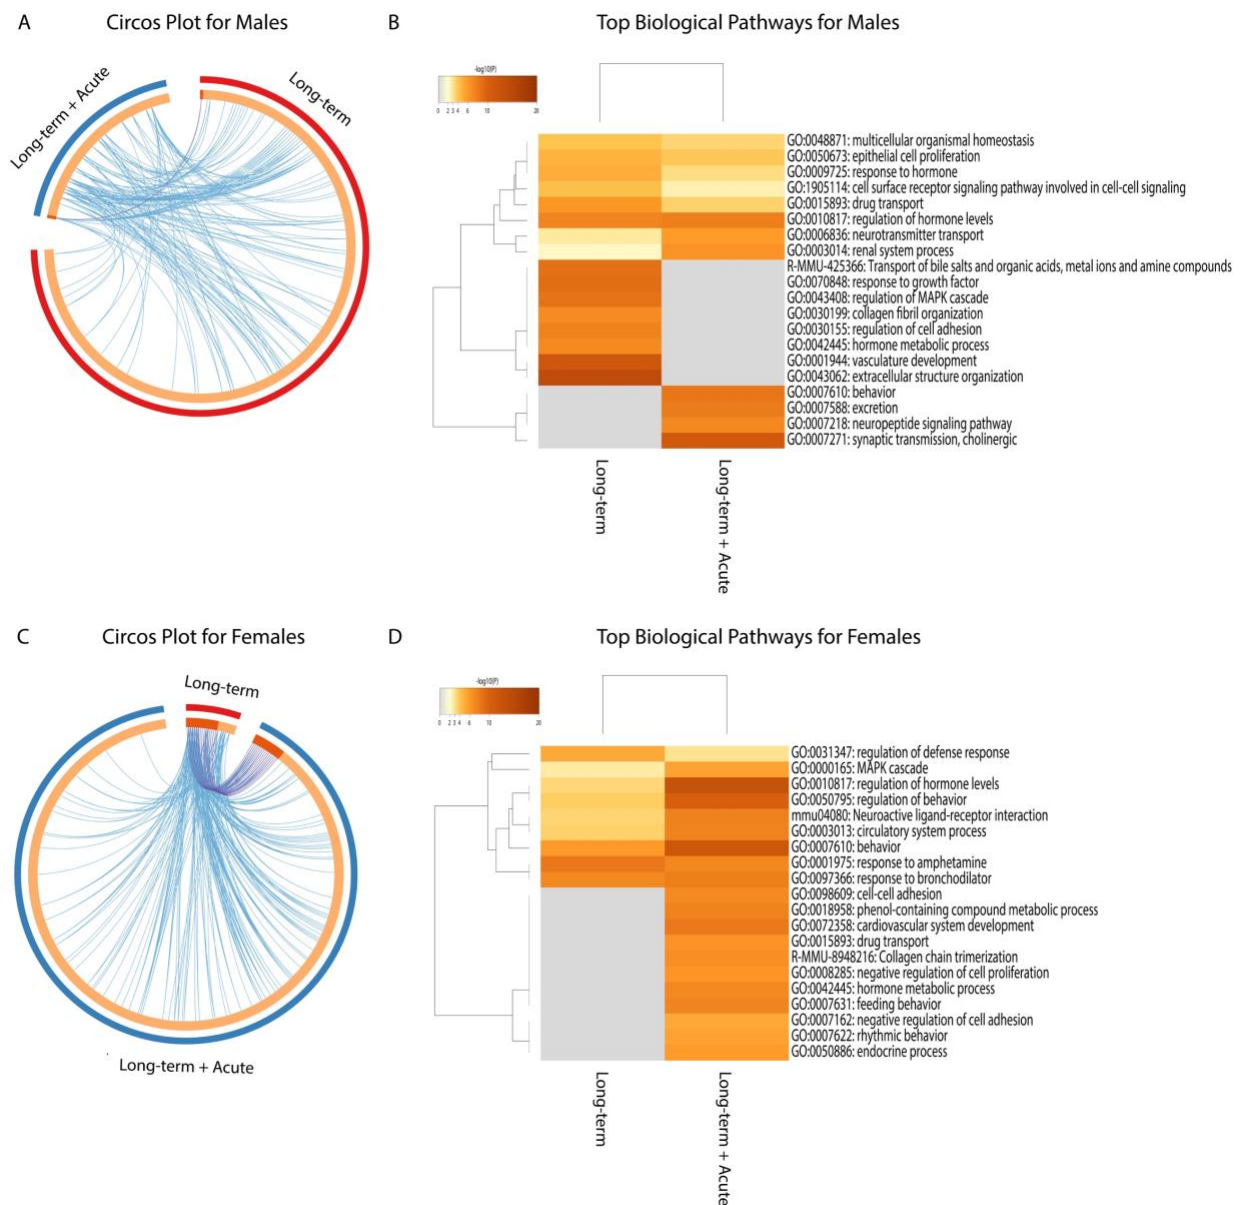 A
Circos Plot for Males
B
Top Biological Pathways for Males
Long-term + Acute
Long-term
-log10(P)
0 2 3 4 6 10 20
GO:0048871: multicellular organismal homeostasis
GO:0050673: epithelial cell proliferation
GO:0009725: response to hormone
GO:1905114: cell surface receptor signaling pathway involved in cell-cell signaling
GO:0015893: drug transport
GO:0010817: regulation of hormone levels
GO:0006836: neurotransmitter transport
GO:0003014: renal system process
R-MMU-425366: Transport of bile salts and organic acids, metal ions and amine compounds
GO:0070848: response to growth factor
GO:0043408: regulation of MAPK cascade
GO:0030199: collagen fibril organization
GO:0030155: regulation of cell adhesion
GO:0042445: hormone metabolic process
GO:0001944: vasculature development
GO:0043062: extracellular structure organization
GO:0007610: behavior
GO:0007588: excretion
GO:0007218: neuropeptide signaling pathway
GO:0007271: synaptic transmission, cholinergic
Long-term
Long-term + Acute
C
Circos Plot for Females
D
Top Biological Pathways for Females
Long-term
Long-term + Acute
-log10(P)
0 2 3 4 6 10 20
GO:0031347: regulation of defense response
GO:0000165: MAPK cascade
GO:0010817: regulation of hormone levels
GO:0050795: regulation of behavior
mmu04080: Neuroactive ligand-receptor interaction
GO:0003013: circulatory system process
GO:0007610: behavior
GO:0001975: response to amphetamine
GO:0097366: response to bronchodilator
GO:0098609: cell-cell adhesion
GO:0018958: phenol-containing compound metabolic process
GO:0072358: cardiovascular system development
GO:0015893: drug transport
R-MMU-8948216: Collagen chain trimerization
GO:0008285: negative regulation of cell proliferation
GO:0042445: hormone metabolic process
GO:0007631: feeding behavior
GO:0007162: negative regulation of cell adhesion
GO:0007622: rhythmic behavior
GO:0050886: endocrine process
Long-term
Long-term + Acute